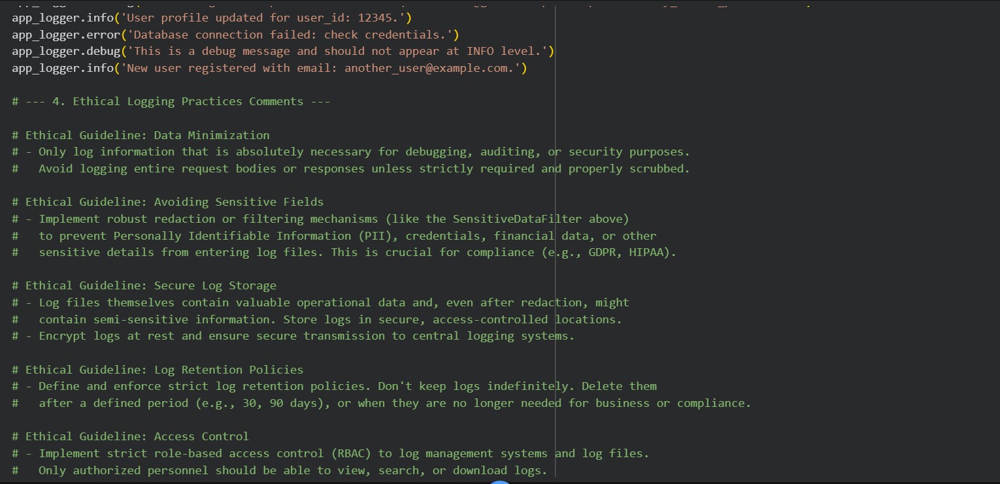 app_logger.info('User profile updated for user_id: 12345.')
app_logger.error('Database connection failed: check credentials.')
app_logger.debug('This is a debug message and should not appear at INFO level.')
app_logger.info('New user registered with email: another_user@example.com.')
# --- 4. Ethical Logging Practices Comments ---
# Ethical Guideline: Data Minimization
# - Only log information that is absolutely necessary for debugging, auditing, or security purposes.
#   Avoid logging entire request bodies or responses unless strictly required and properly scrubbed.
# Ethical Guideline: Avoiding Sensitive Fields
# - Implement robust redaction or filtering mechanisms (like the SensitiveDataFilter above)
#   to prevent Personally Identifiable Information (PII), credentials, financial data, or other
#   sensitive details from entering log files. This is crucial for compliance (e.g., GDPR, HIPAA).
# Ethical Guideline: Secure Log Storage
# - Log files themselves contain valuable operational data and, even after redaction, might
#   contain semi-sensitive information. Store logs in secure, access-controlled locations.
# - Encrypt logs at rest and ensure secure transmission to central logging systems.
# Ethical Guideline: Log Retention Policies
# - Define and enforce strict log retention policies. Don't keep logs indefinitely. Delete them
#   after a defined period (e.g., 30, 90 days), or when they are no longer needed for business or compliance.
# Ethical Guideline: Access Control
# - Implement strict role-based access control (RBAC) to log management systems and log files.
#   Only authorized personnel should be able to view, search, or download logs.